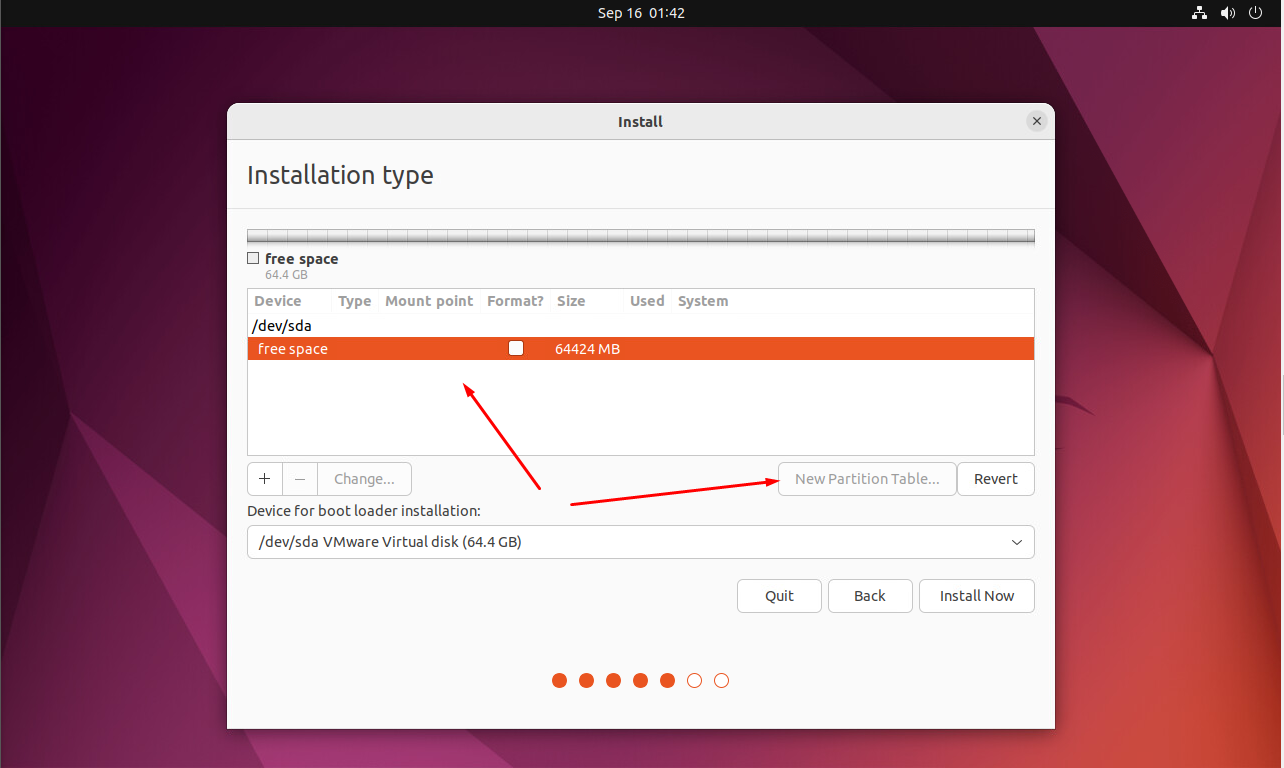 Sep 16 01:42
Install
Installation type
free space
64.4 GB
Device Type Mount point Format? Size Used System
/dev/sda
free space 64424 MB
+ − Change... New Partition Table... Revert
Device for boot loader installation:
/dev/sda VMware Virtual disk (64.4 GB)
Quit Back Install Now